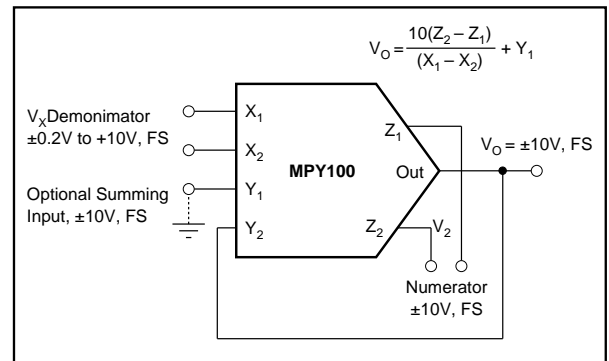 V_O = 10(Z_2 – Z_1) / (X_1 – X_2) + Y_1
V_XDemonimator
±0.2V to +10V, FS
Optional Summing
Input, ±10V, FS
X_1
X_2
Y_1
Y_2
MPY100
Z_1
Out
Z_2
V_O = ±10V, FS
V_2
Numerator
±10V, FS